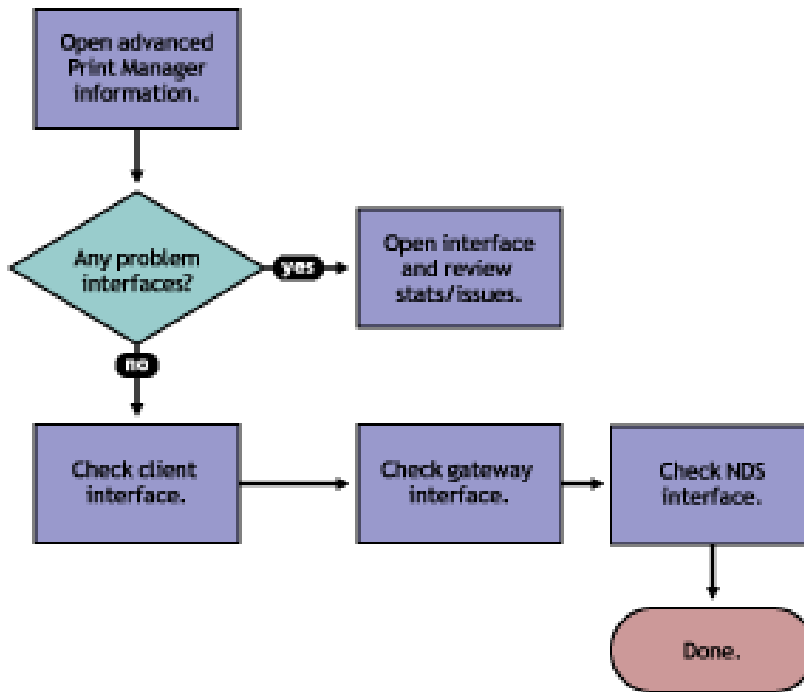 Open advanced
Print Manager
information.
Any problem
interfaces?
yes
Open interface
and review
stats/issues.
no
Check client
interface.
Check gateway
interface.
Check NDS
interface.
Done.